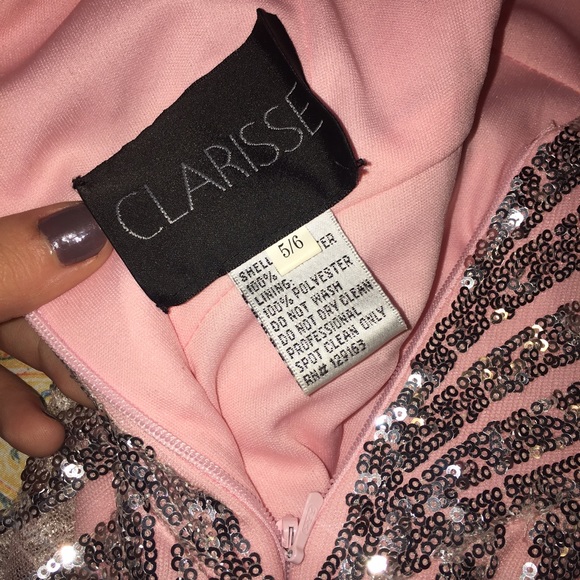 CLARISSE
5/6
SHELL
100%
LINING:
100% POLYESTER
DO NOT WASH
DO NOT DRY CLEAN
PROFESSIONAL
SPOT CLEAN ONLY
RN# 129163